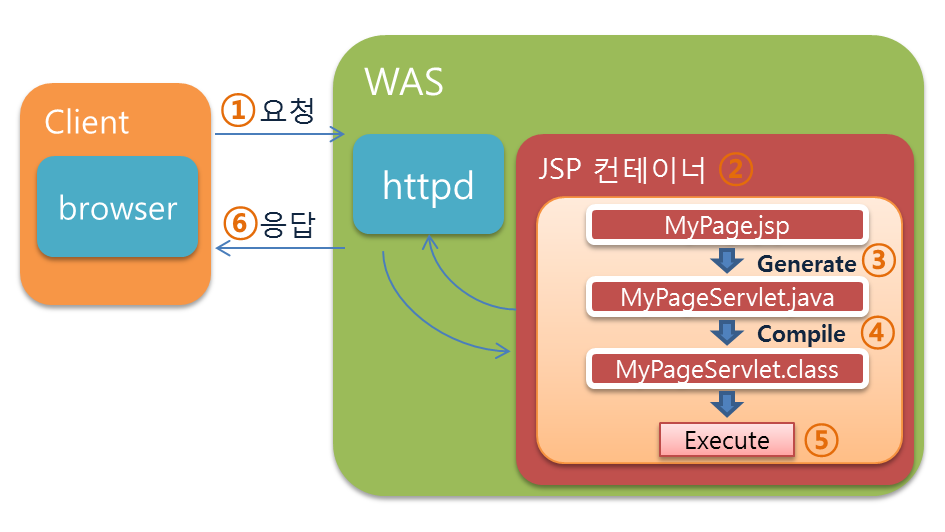 WAS
Client
① 요청
browser
httpd
⑥ 응답
JSP 컨테이너 ②
MyPage.jsp
Generate ③
MyPageServlet.java
Compile ④
MyPageServlet.class
Execute ⑤